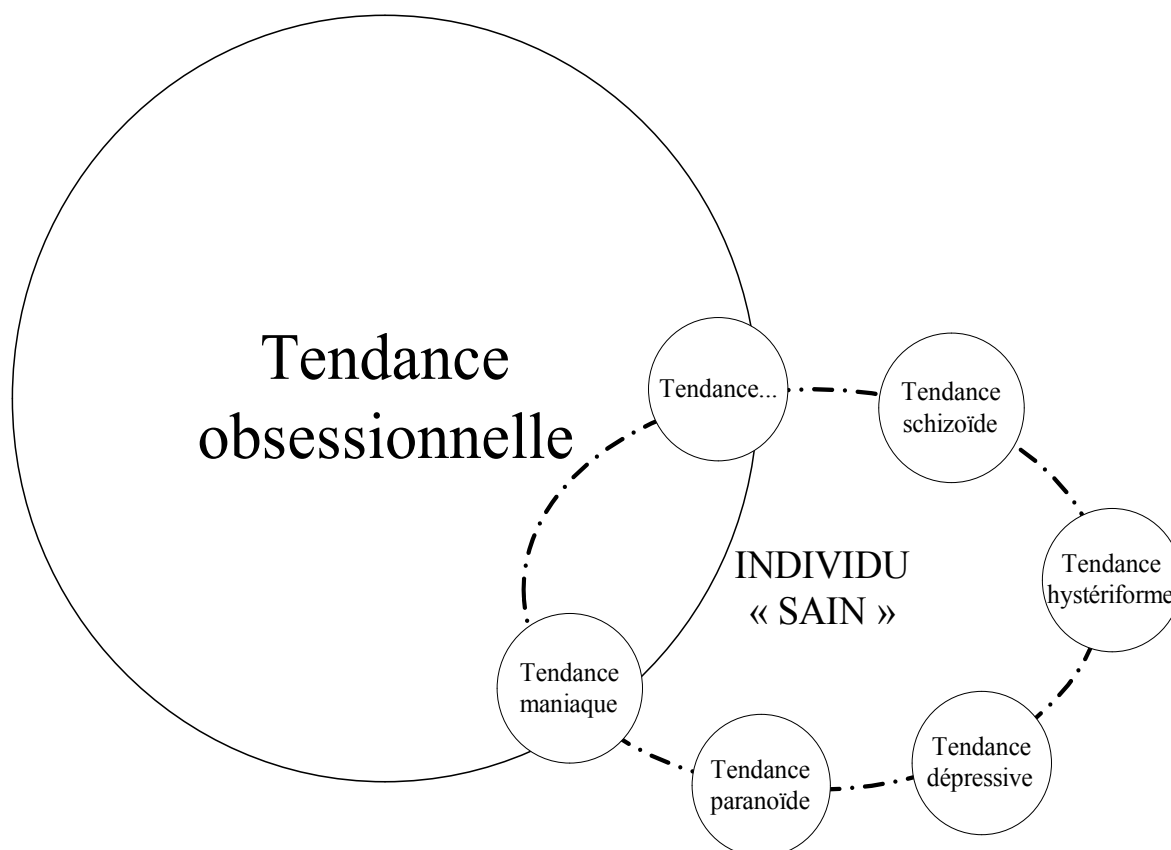 Tendance
obsessionnelle
Tendance...
Tendance
schizoïde
INDIVIDU
« SAIN »
Tendance
hystériforme
Tendance
maniaque
Tendance
paranoïde
Tendance
dépressive